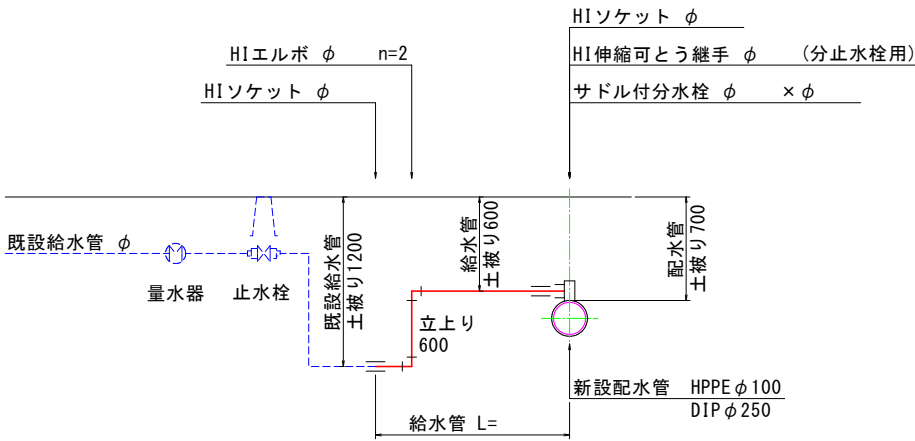 HIソケット φ
HI伸縮可とう継手 φ (分止水栓用)
サドル付分水栓 φ ×φ
HIエルボ φ n=2
HIソケット φ
既設給水管 φ
量水器
止水栓
既設給水管
土被り1200
給水管
土被り600
配水管
土被り700
立上り
600
新設配水管 HPPEφ100
DIPφ250
給水管 L=